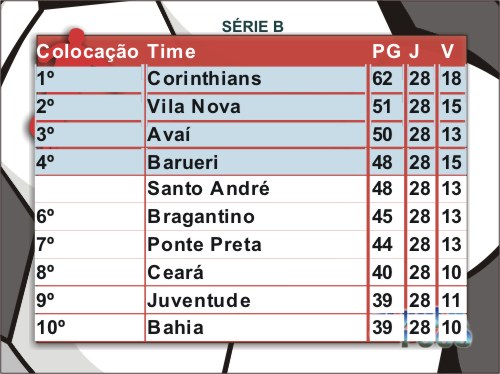 SÉRIE B
Colocação Time PG J V
1º Corinthians 62 28 18
2º Vila Nova 51 28 15
3º Avaí 50 28 13
4º Barueri 48 28 15
Santo André 48 28 13
6º Bragantino 45 28 13
7º Ponte Preta 44 28 13
8º Ceará 40 28 10
9º Juventude 39 28 11
10º Bahia 39 28 10